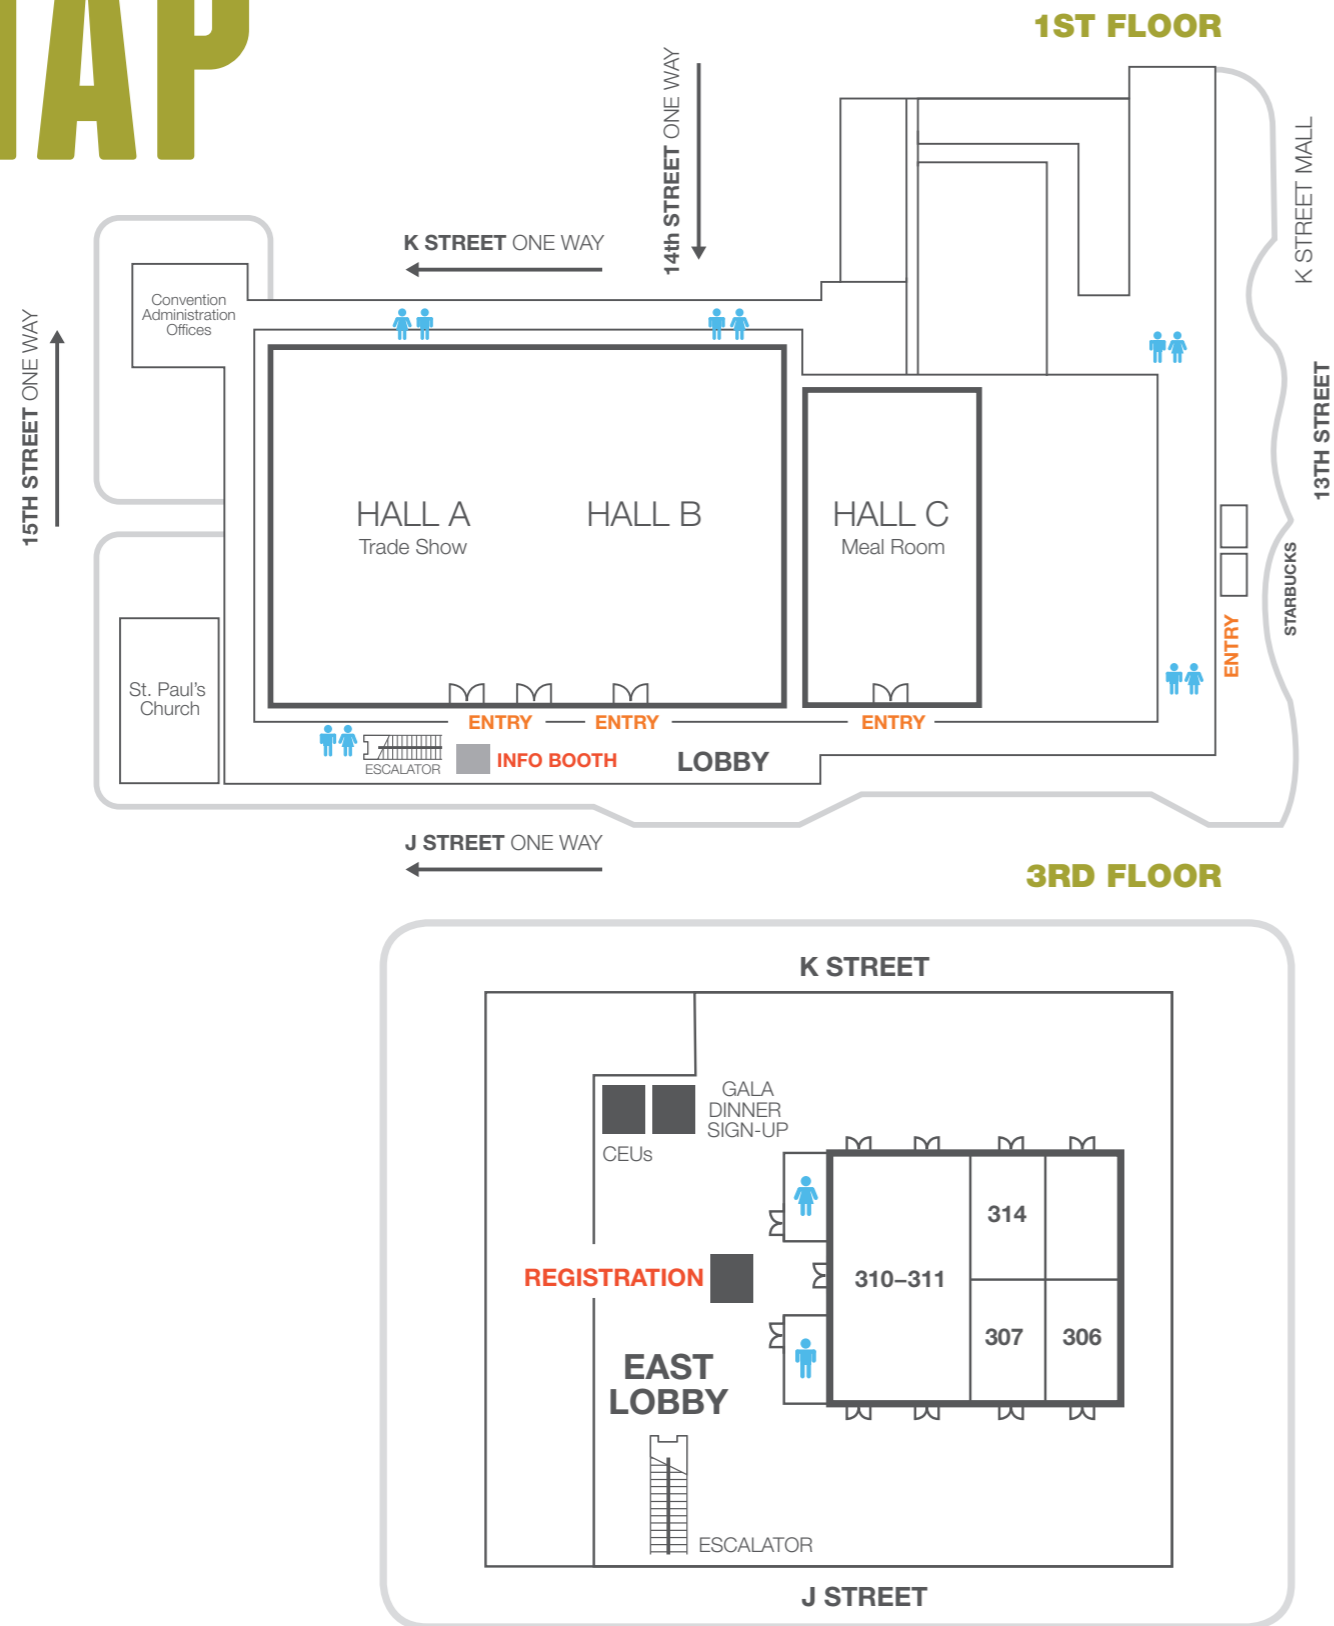 MAP
1ST FLOOR
14th STREET ONE WAY
K STREET MALL
K STREET ONE WAY
Convention
Administration
Offices
15TH STREET ONE WAY
13TH STREET
HALL A
Trade Show
HALL B
HALL C
Meal Room
STARBUCKS
ENTRY
St. Paul's
Church
ENTRY
ENTRY
ENTRY
ESCALATOR
INFO BOOTH
LOBBY
J STREET ONE WAY
3RD FLOOR
K STREET
GALA
DINNER
SIGN-UP
CEUs
314
REGISTRATION
310–311
307
306
EAST
LOBBY
ESCALATOR
J STREET